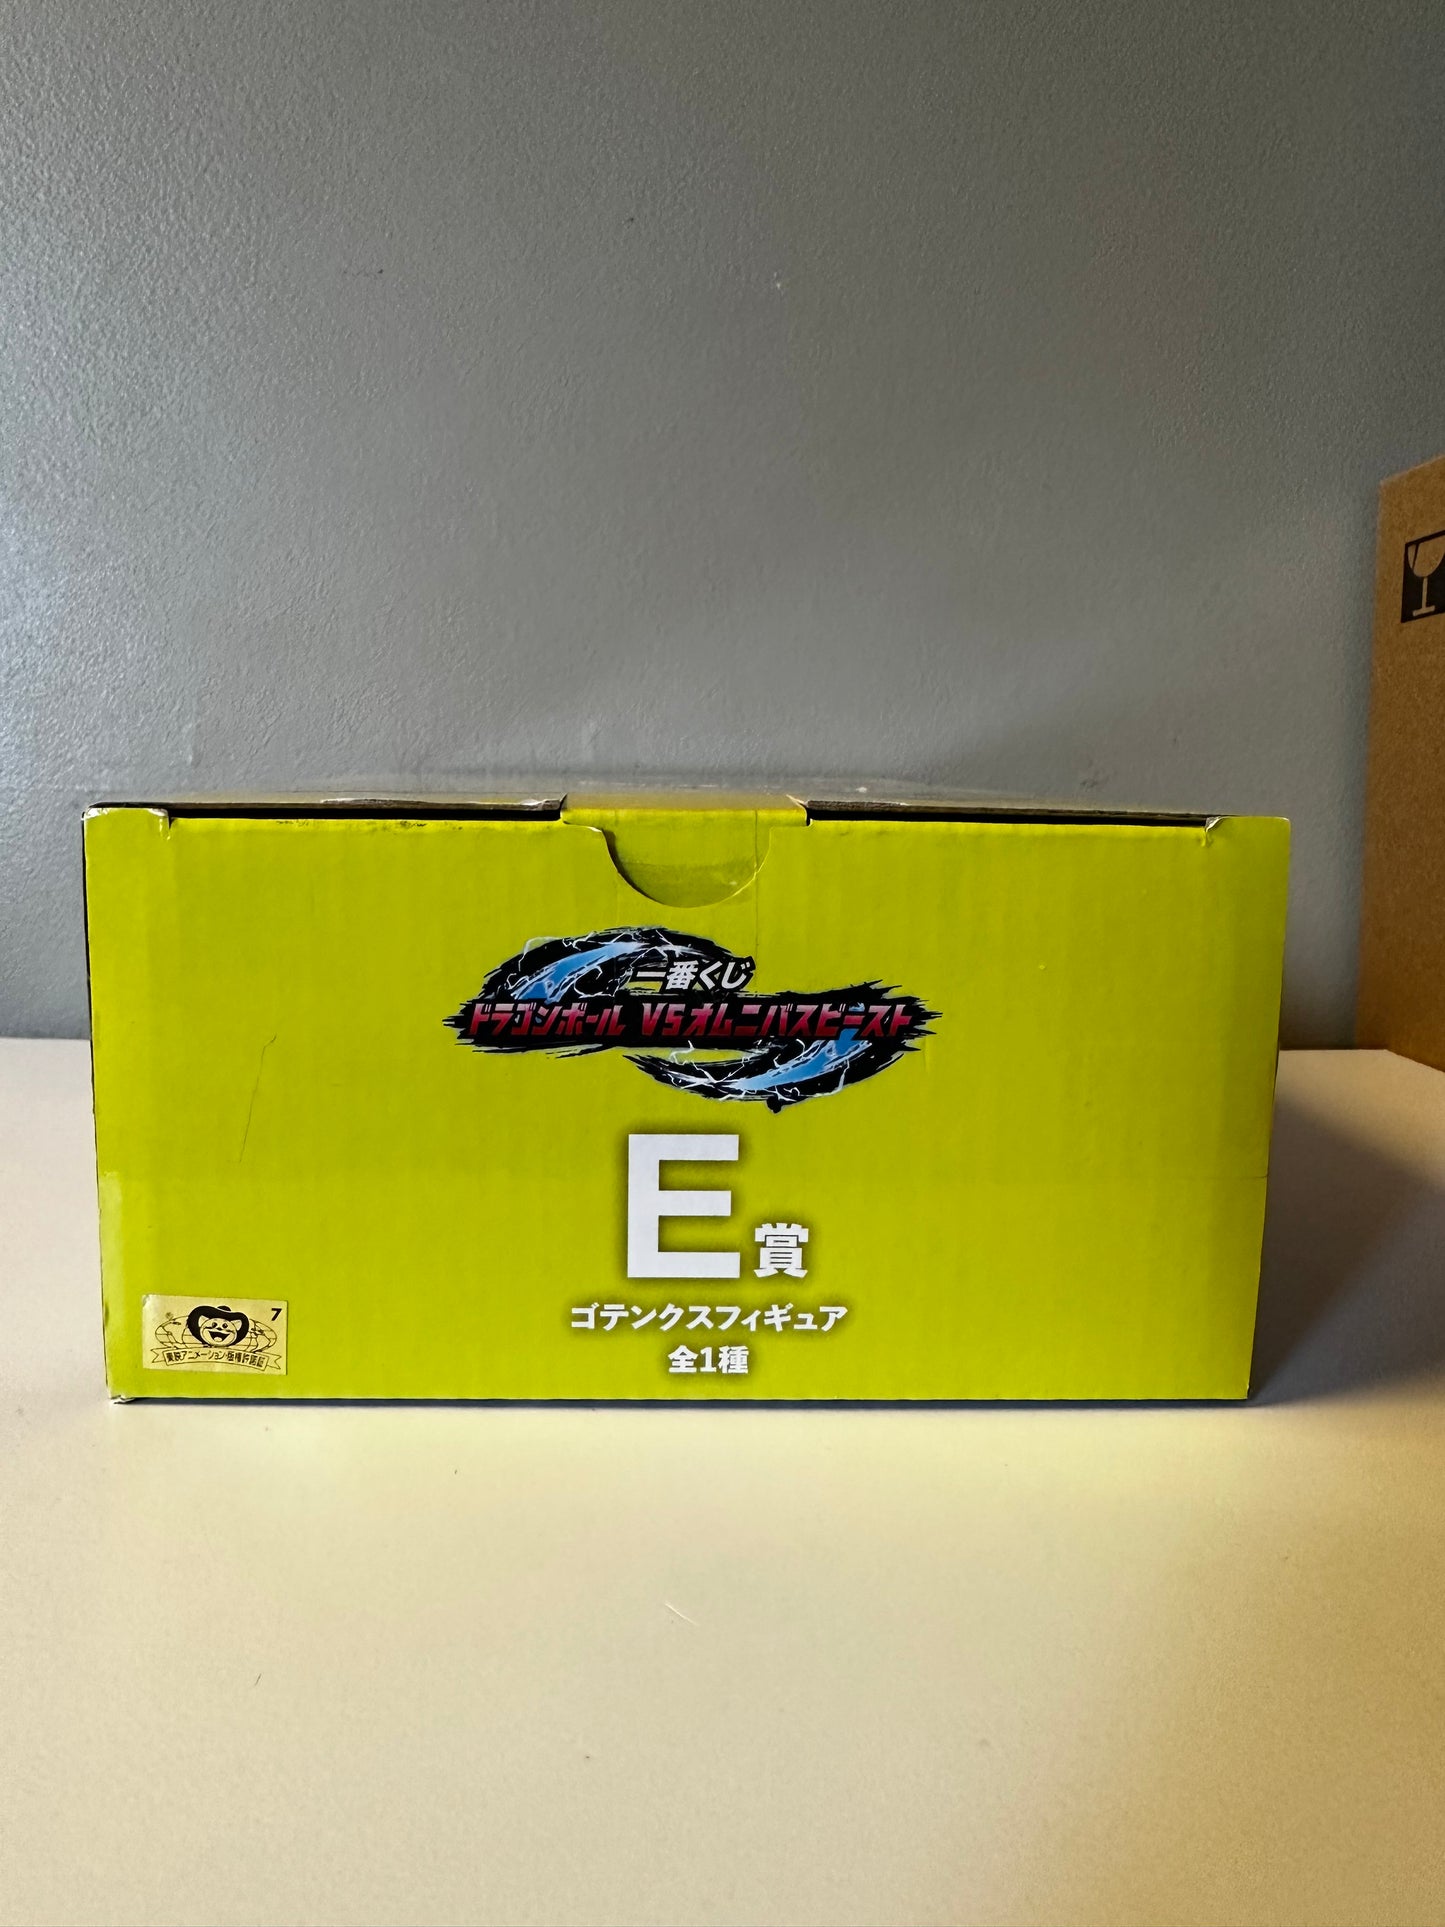 一番くじ
ドラゴンボール VSオムニバスビースト
E賞
ゴテンクスフィギュア
全1種
7
東映アニメーション・版権許諾証